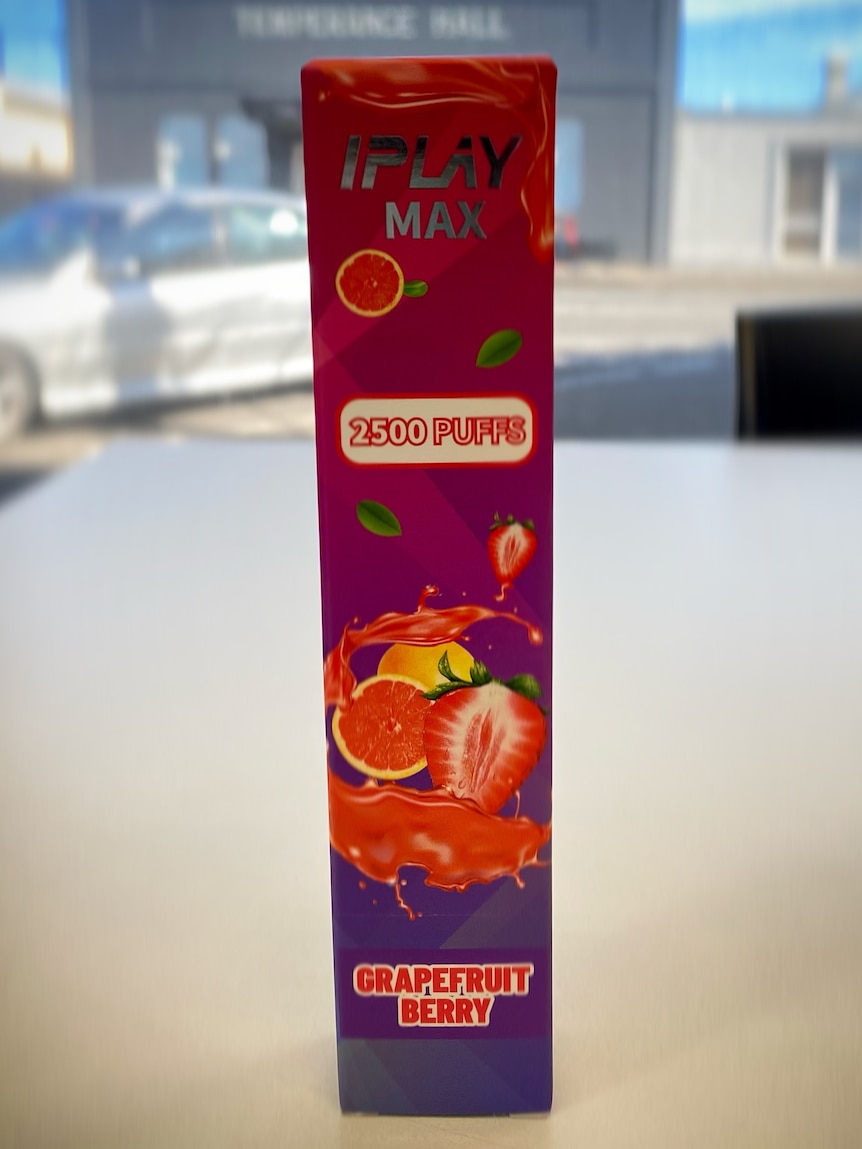 TEMPERANCE HALL
IPLAY
MAX
2500 PUFFS
GRAPEFRUIT
BERRY